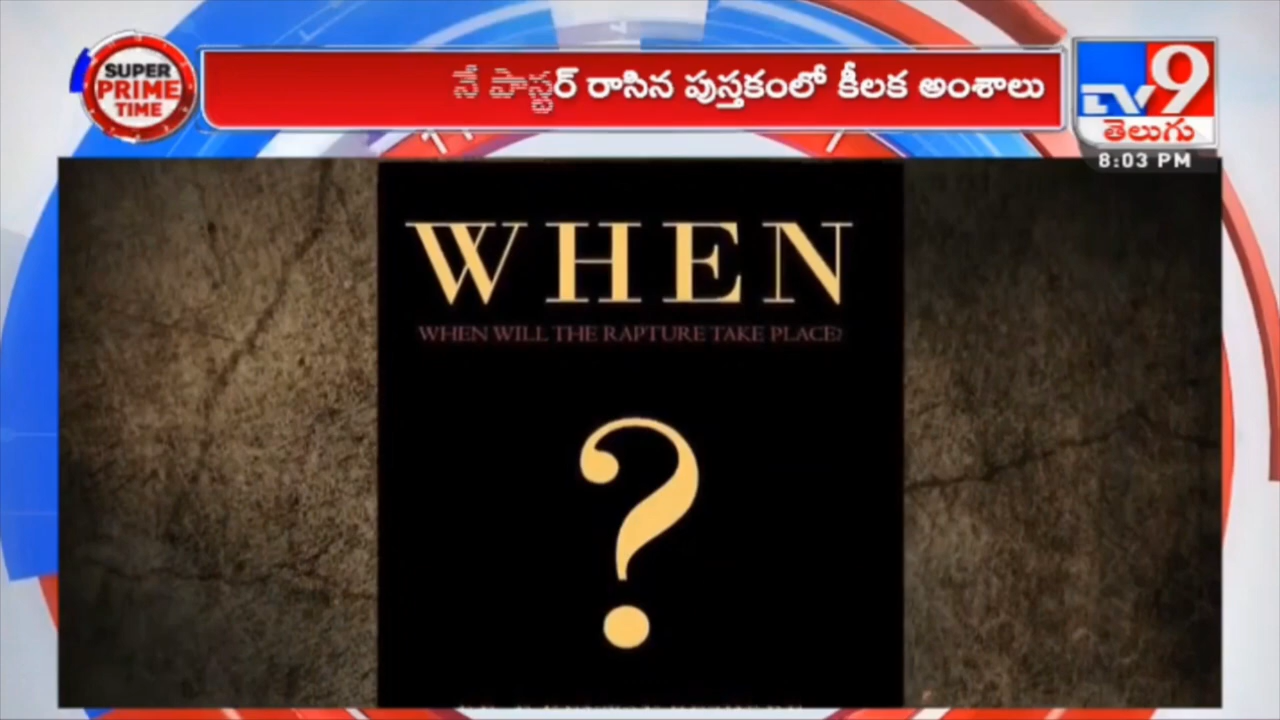 SUPER
PRIME
TIME
నే పాస్టర్ రాసిన పుస్తకంలో కీలక అంశాలు
TV9
తెలుగు
8:03 PM
WHEN
WHEN WILL THE RAPTURE TAKE PLACE?
?